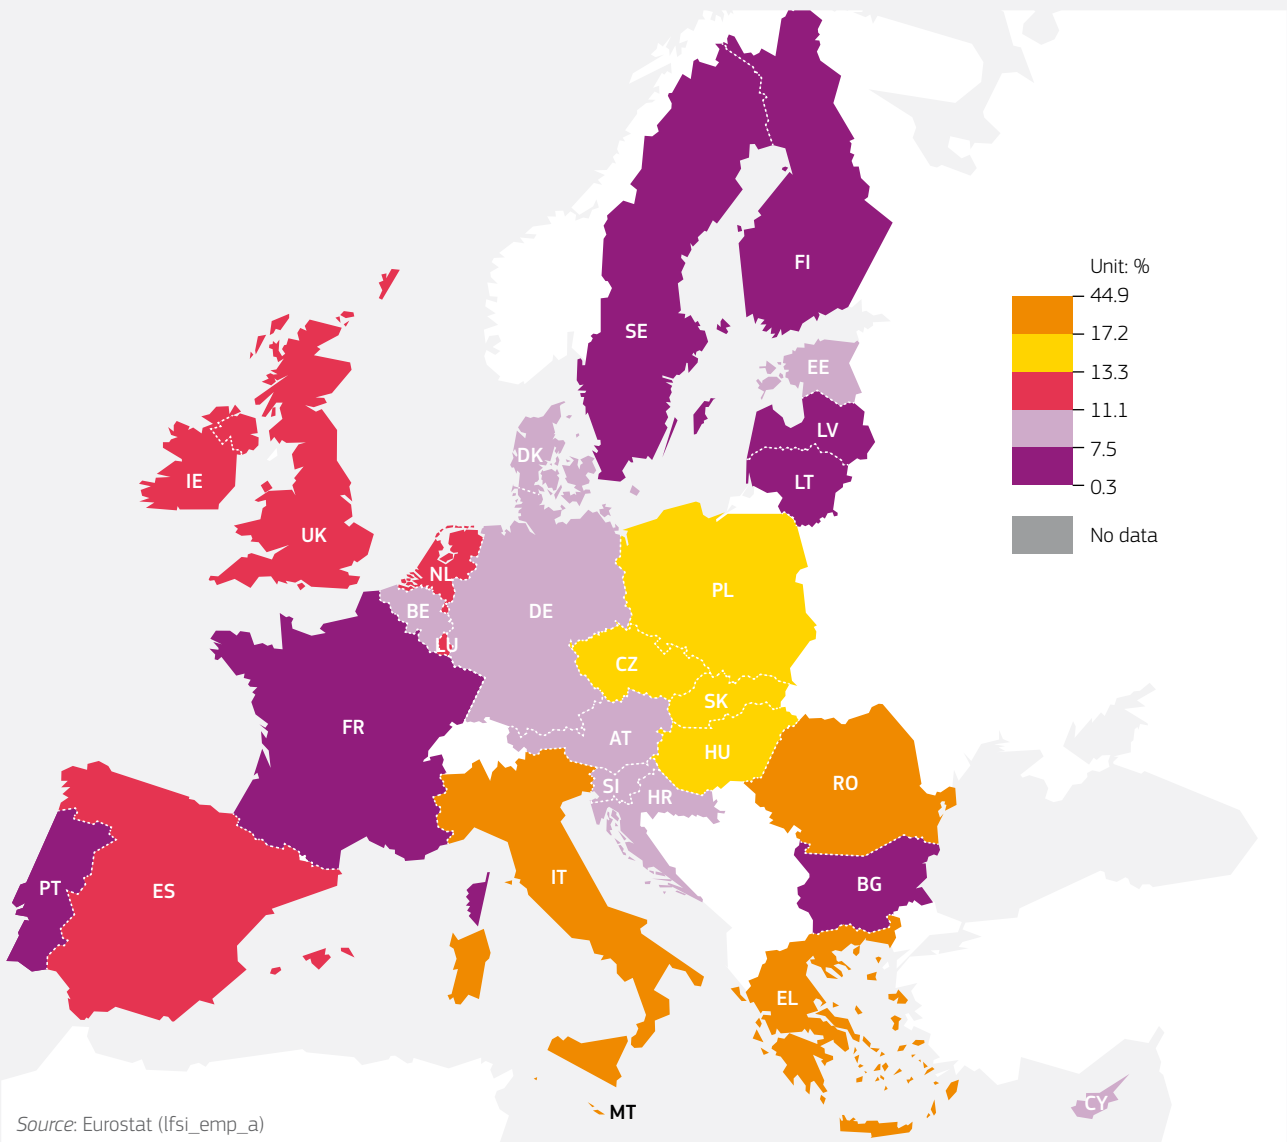 Unit: %
44.9
17.2
13.3
11.1
7.5
0.3
No data
FI
SE
EE
LV
LT
DK
IE
UK
NL
BE
DE
PL
LU
CZ
SK
FR
AT
HU
SI
HR
RO
PT
ES
IT
BG
EL
CY
MT
Source: Eurostat (lfsi_emp_a)